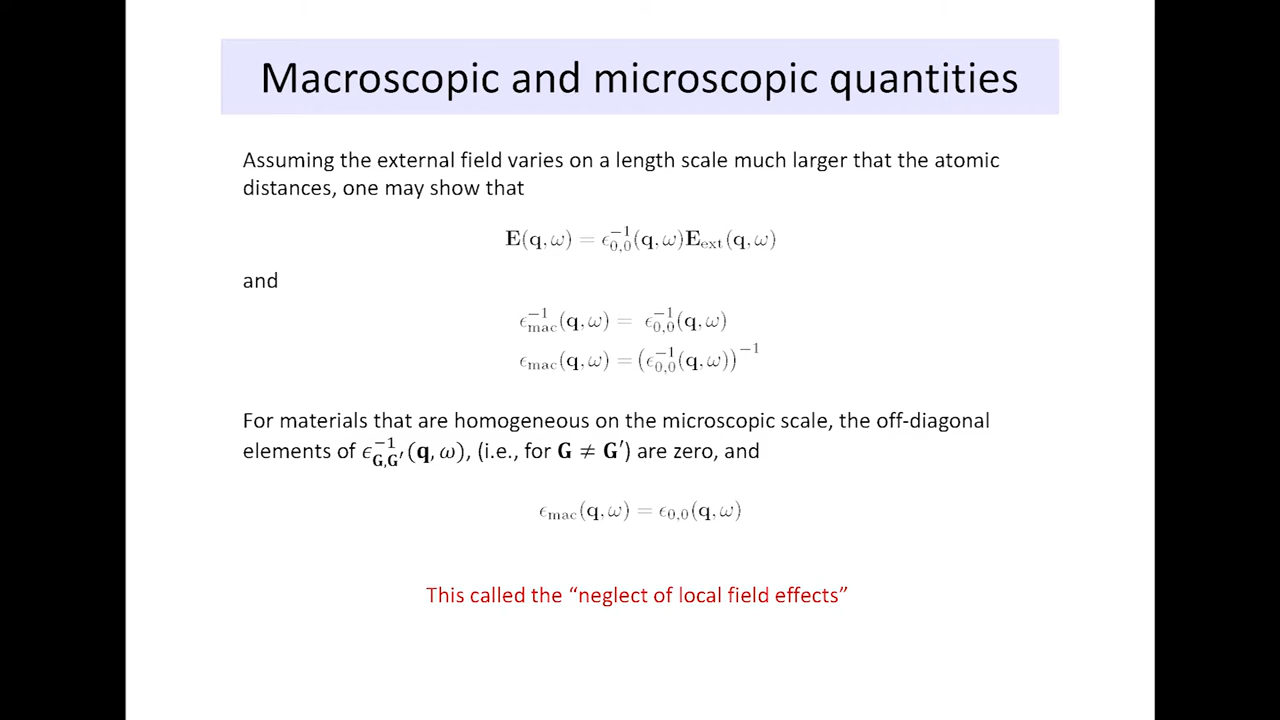 Macroscopic and microscopic quantities
Assuming the external field varies on a length scale much larger that the atomic
distances, one may show that
𝐄(𝐪, ω) = ϵ⁻¹₀,₀(𝐪, ω)𝐄ₑₓₜ(𝐪, ω)
and
ϵ⁻¹_mac(𝐪, ω) = ϵ⁻¹₀,₀(𝐪, ω)
ϵ_mac(𝐪, ω) = (ϵ⁻¹₀,₀(𝐪, ω))⁻¹
For materials that are homogeneous on the microscopic scale, the off-diagonal
elements of ϵ⁻¹_𝐆,𝐆′(𝐪, ω), (i.e., for 𝐆 ≠ 𝐆′) are zero, and
ϵ_mac(𝐪, ω) = ϵ₀,₀(𝐪, ω)
This called the “neglect of local field effects”